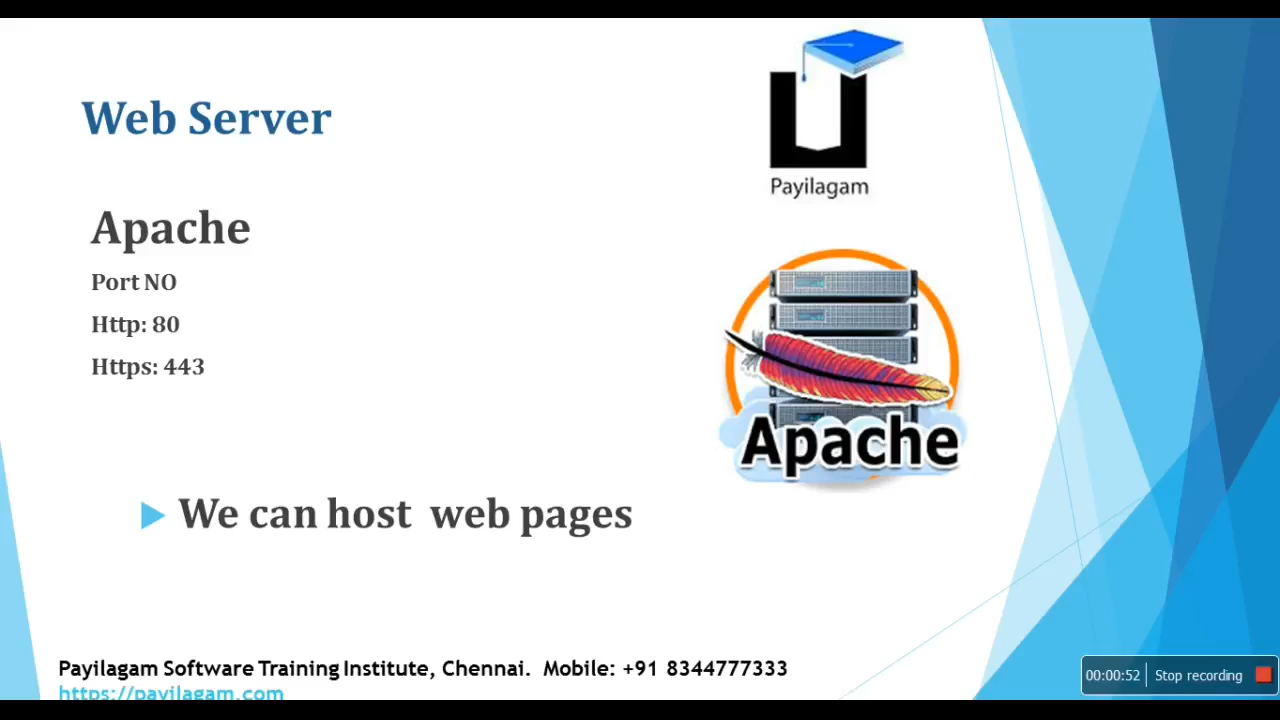 Web Server
Payilagam
Apache
Port NO
Http: 80
Https: 443
Apache
We can host web pages
Payilagam Software Training Institute, Chennai. Mobile: +91 8344777333
https://payilagam.com
00:00:52 Stop recording